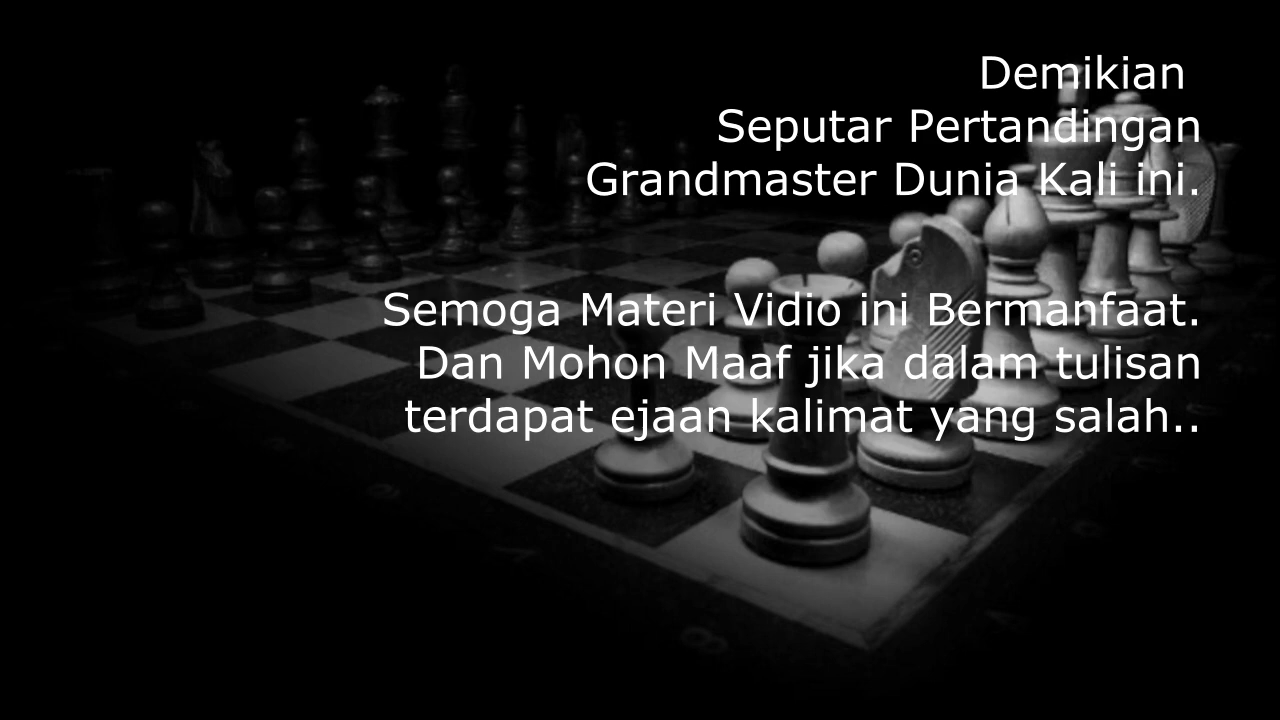 Demikian
Seputar Pertandingan
Grandmaster Dunia Kali ini.
Semoga Materi Vidio ini Bermanfaat.
Dan Mohon Maaf jika dalam tulisan
terdapat ejaan kalimat yang salah..